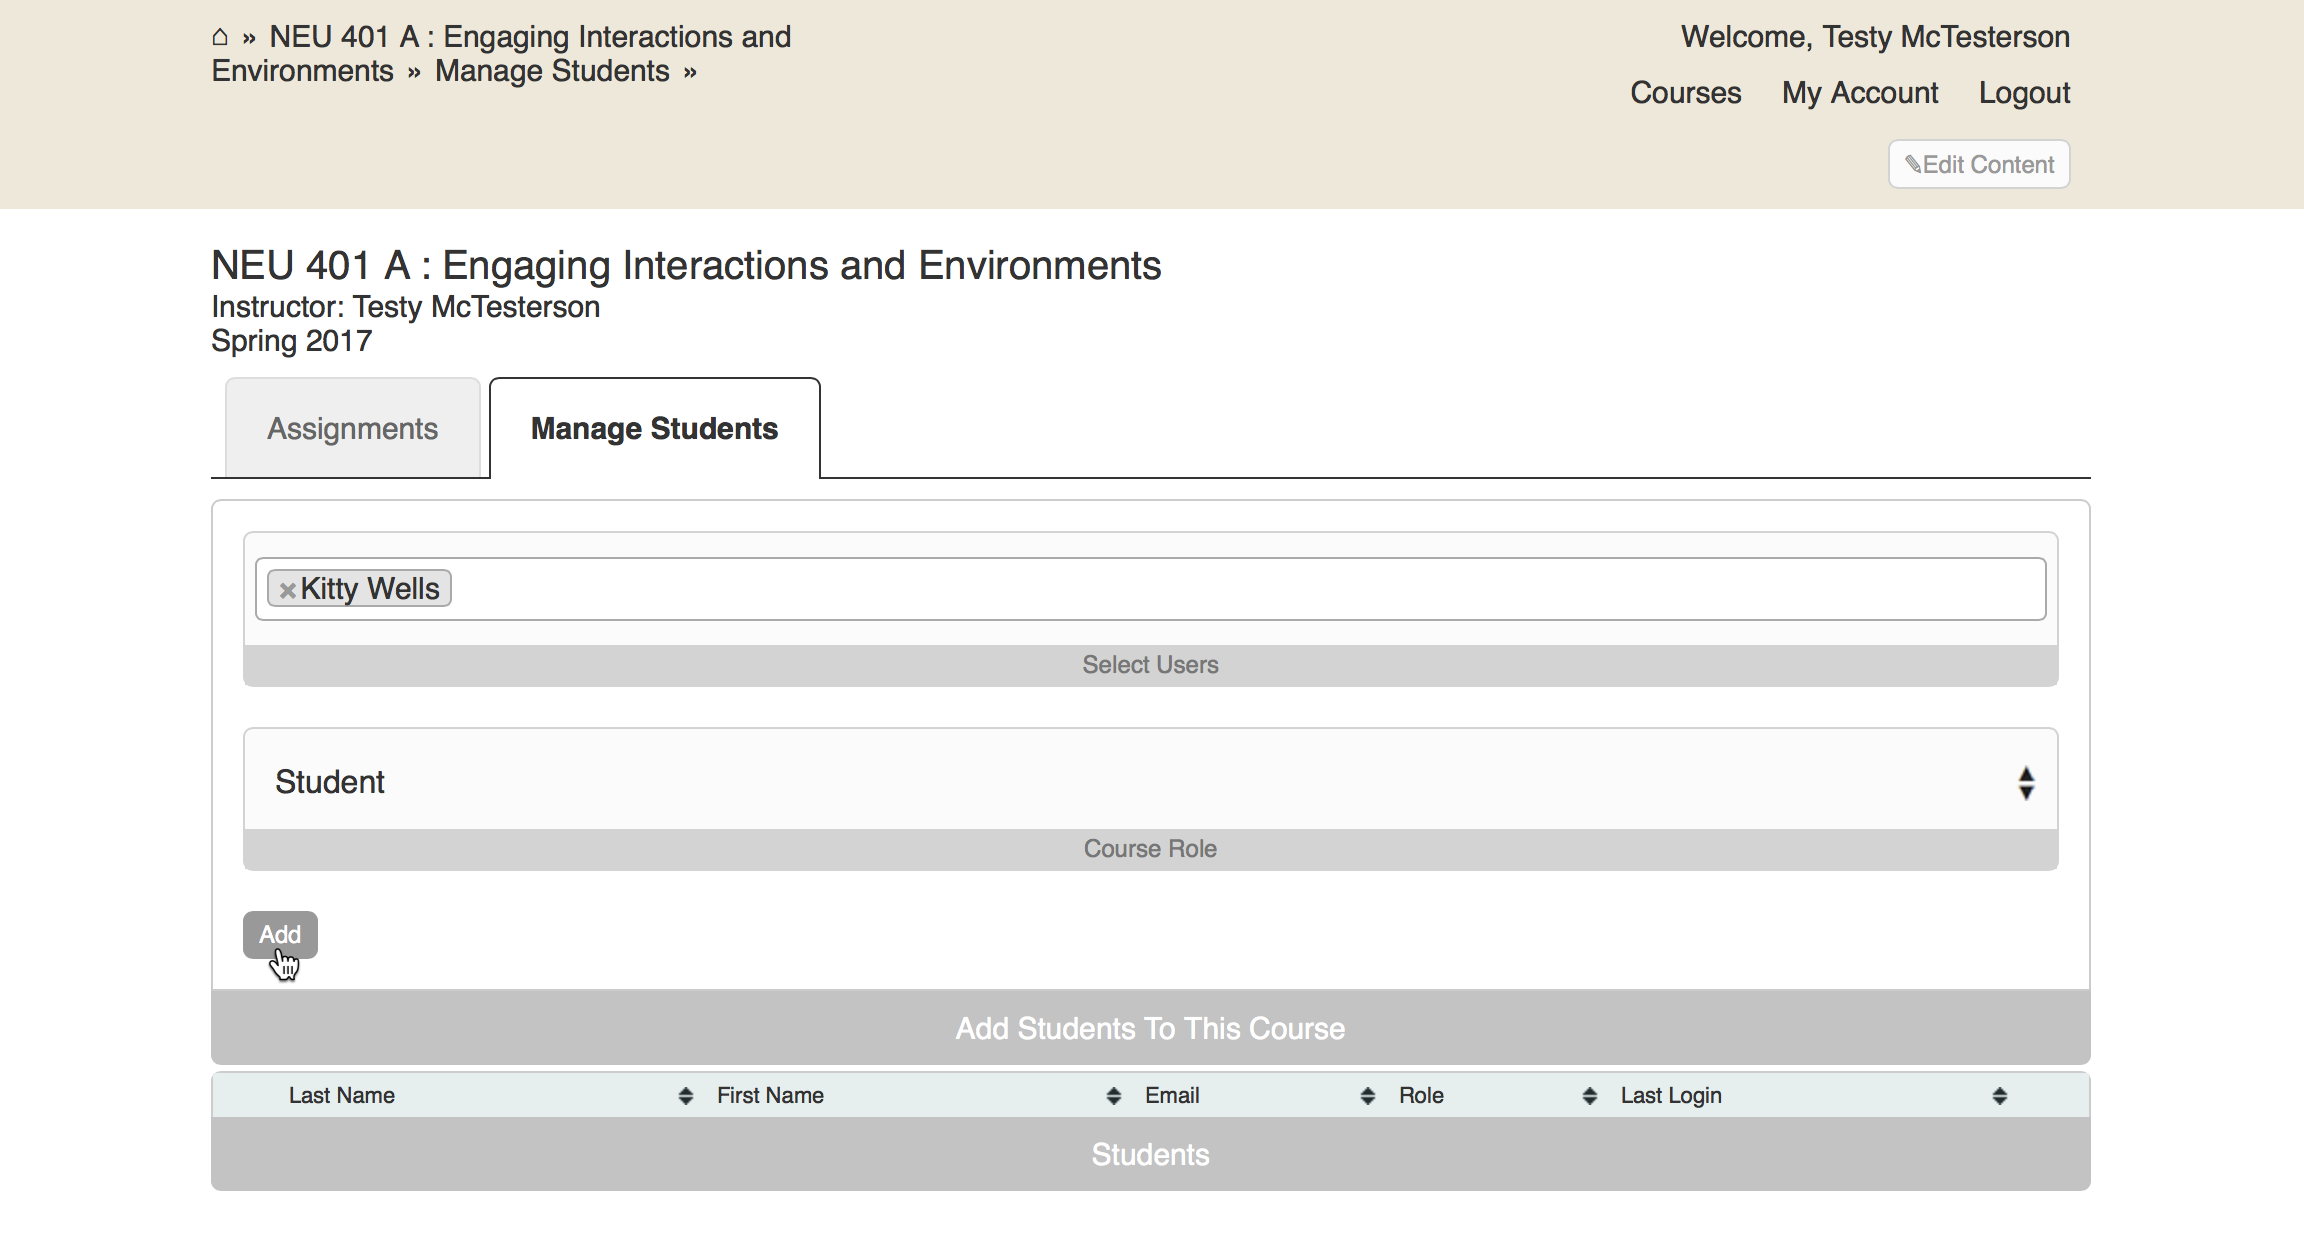 ⌂ » NEU 401 A : Engaging Interactions and
Environments » Manage Students »
Welcome, Testy McTesterson
Courses My Account Logout
✎Edit Content
NEU 401 A : Engaging Interactions and Environments
Instructor: Testy McTesterson
Spring 2017
Assignments Manage Students
×Kitty Wells
Select Users
Student
Course Role
Add
Add Students To This Course
Last Name First Name Email Role Last Login
Students